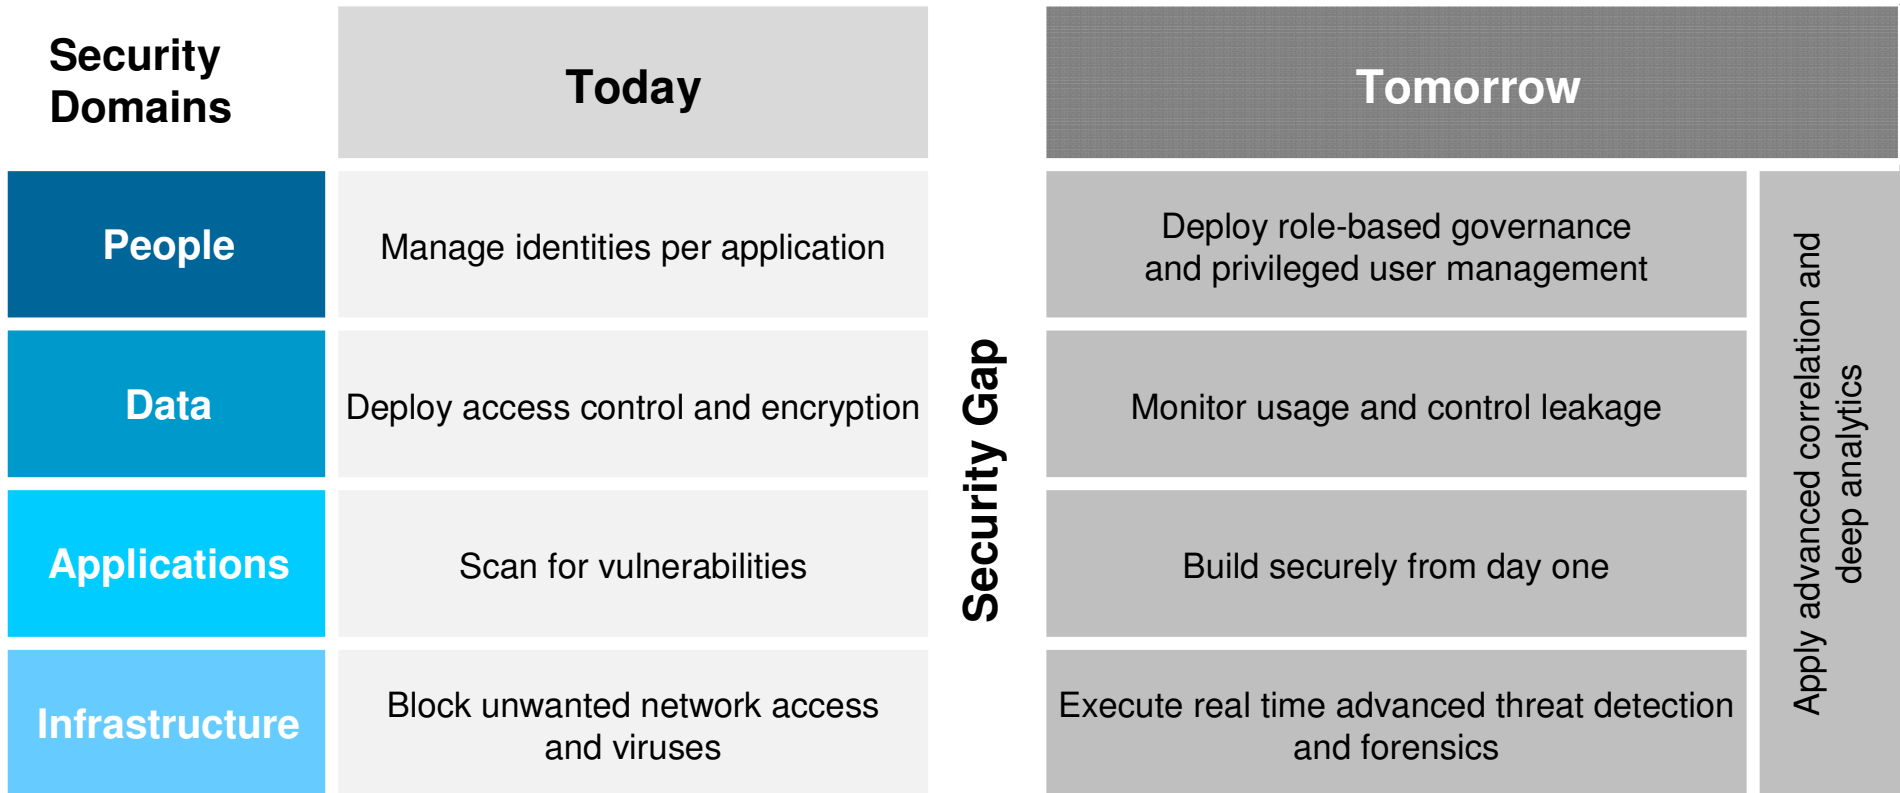 Security
Domains
Today
Tomorrow
People
Manage identities per application
Deploy role-based governance
and privileged user management
Data
Deploy access control and encryption
Monitor usage and control leakage
Applications
Scan for vulnerabilities
Build securely from day one
Infrastructure
Block unwanted network access
and viruses
Execute real time advanced threat detection
and forensics
Security Gap
Apply advanced correlation and
deep analytics